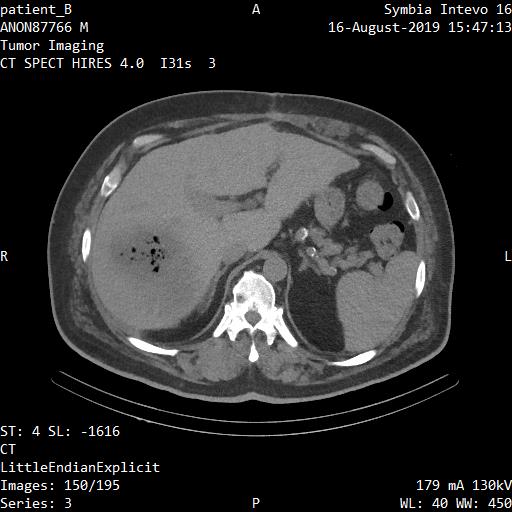 patient_B
ANON87766 M
Tumor Imaging
CT SPECT HIRES 4.0  I31s  3
A
Symbia Intevo 16
16-August-2019 15:47:13
R
L
ST: 4 SL: -1616
CT
LittleEndianExplicit
Images: 150/195
Series: 3
P
179 mA 130kV
WL: 40 WW: 450